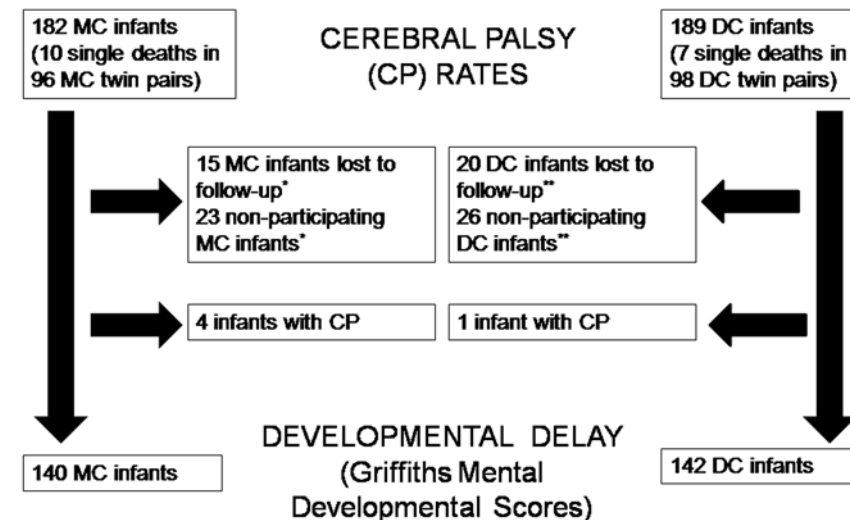 182 MC infants
(10 single deaths in
96 MC twin pairs)
CEREBRAL PALSY
(CP) RATES
189 DC infants
(7 single deaths in
98 DC twin pairs)
15 MC infants lost to
follow-up*
23 non-participating
MC infants*
20 DC infants lost to
follow-up**
26 non-participating
DC infants**
4 infants with CP
1 infant with CP
140 MC infants
DEVELOPMENTAL DELAY
(Griffiths Mental
Developmental Scores)
142 DC infants